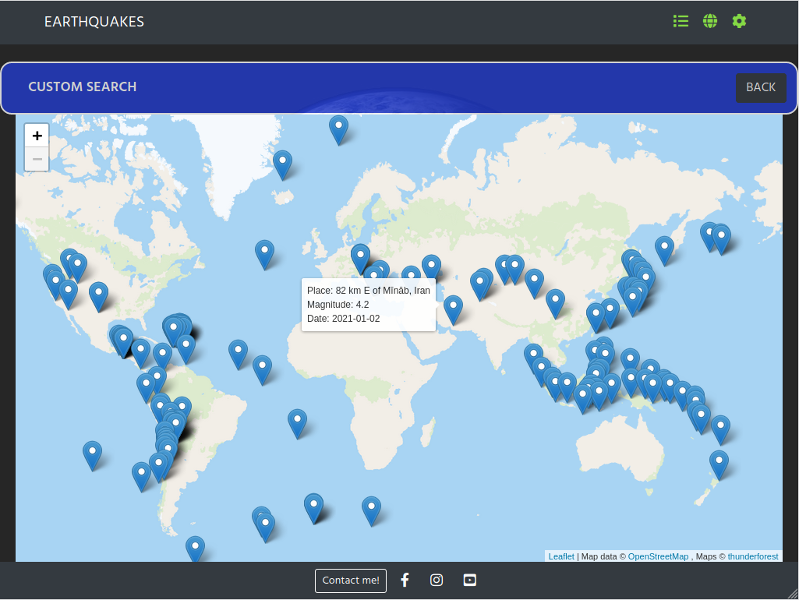 EARTHQUAKES
CUSTOM SEARCH
BACK
+
−
Place: 82 km E of Mīnāb, Iran
Magnitude: 4.2
Date: 2021-01-02
Leaflet | Map data © OpenStreetMap , Maps © thunderforest
Contact me!